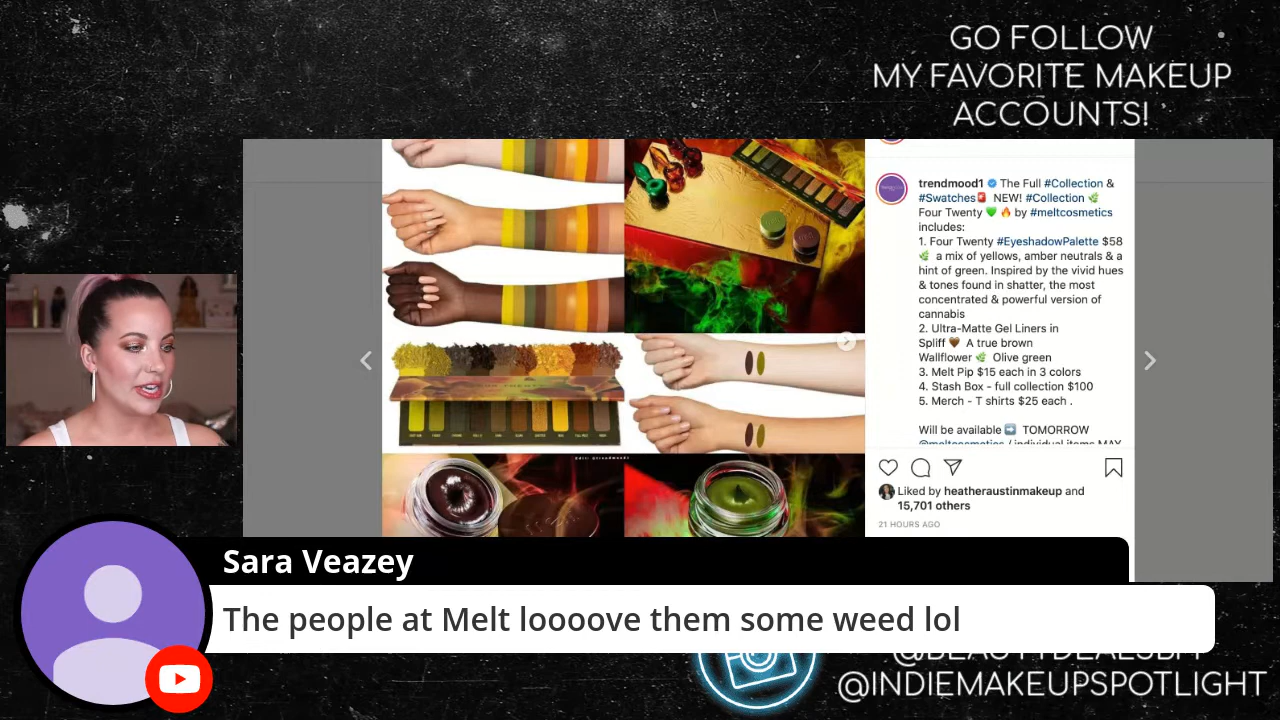 GO FOLLOW
MY FAVORITE MAKEUP
ACCOUNTS!
trendmood1 The Full #Collection &
#Swatches🚨 NEW! #Collection 🌿
Four Twenty 💚 🔥 by #meltcosmetics
includes:
1. Four Twenty #EyeshadowPalette $58
🌿 a mix of yellows, amber neutrals & a
hint of green. Inspired by the vivid hues
& tones found in shatter, the most
concentrated & powerful version of
cannabis
2. Ultra-Matte Gel Liners in
Spliff 🤎 A true brown
Wallflower 🌿 Olive green
3. Melt Pip $15 each in 3 colors
4. Stash Box - full collection $100
5. Merch - T shirts $25 each .
Will be available ➡️ TOMORROW
@meltcosmetics / individual items MAY
Liked by heatheraustinmakeup and
15,701 others
21 HOURS AGO
Sara Veazey
The people at Melt loooove them some weed lol
@INDIEMAKEUPSPOTLIGHT